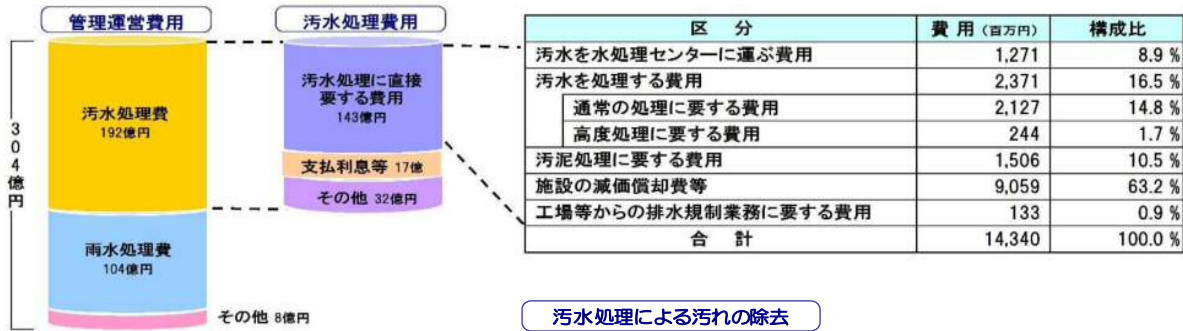 管理運営費用
304億円
汚水処理費
192億円
雨水処理費
104億円
その他 8億円
汚水処理費用
汚水処理に直接
要する費用
143億円
支払利息等 17億
その他 32億円
区 分 費 用 (百万円) 構成比
汚水を水処理センターに運ぶ費用 1,271 8.9 %
汚水を処理する費用 2,371 16.5 %
通常の処理に要する費用 2,127 14.8 %
高度処理に要する費用 244 1.7 %
汚泥処理に要する費用 1,506 10.5 %
施設の減価償却費等 9,059 63.2 %
工場等からの排水規制業務に要する費用 133 0.9 %
合 計 14,340 100.0 %
汚水処理による汚れの除去